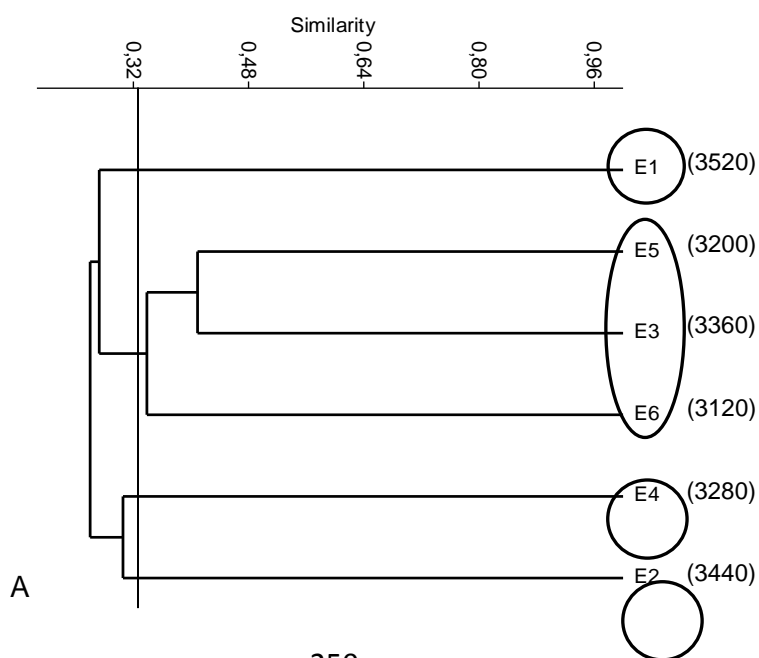 Similarity
0,32 0,48 0,64 0,80 0,96
E1 (3520)
E5 (3200)
E3 (3360)
E6 (3120)
E4 (3280)
E2 (3440)
A